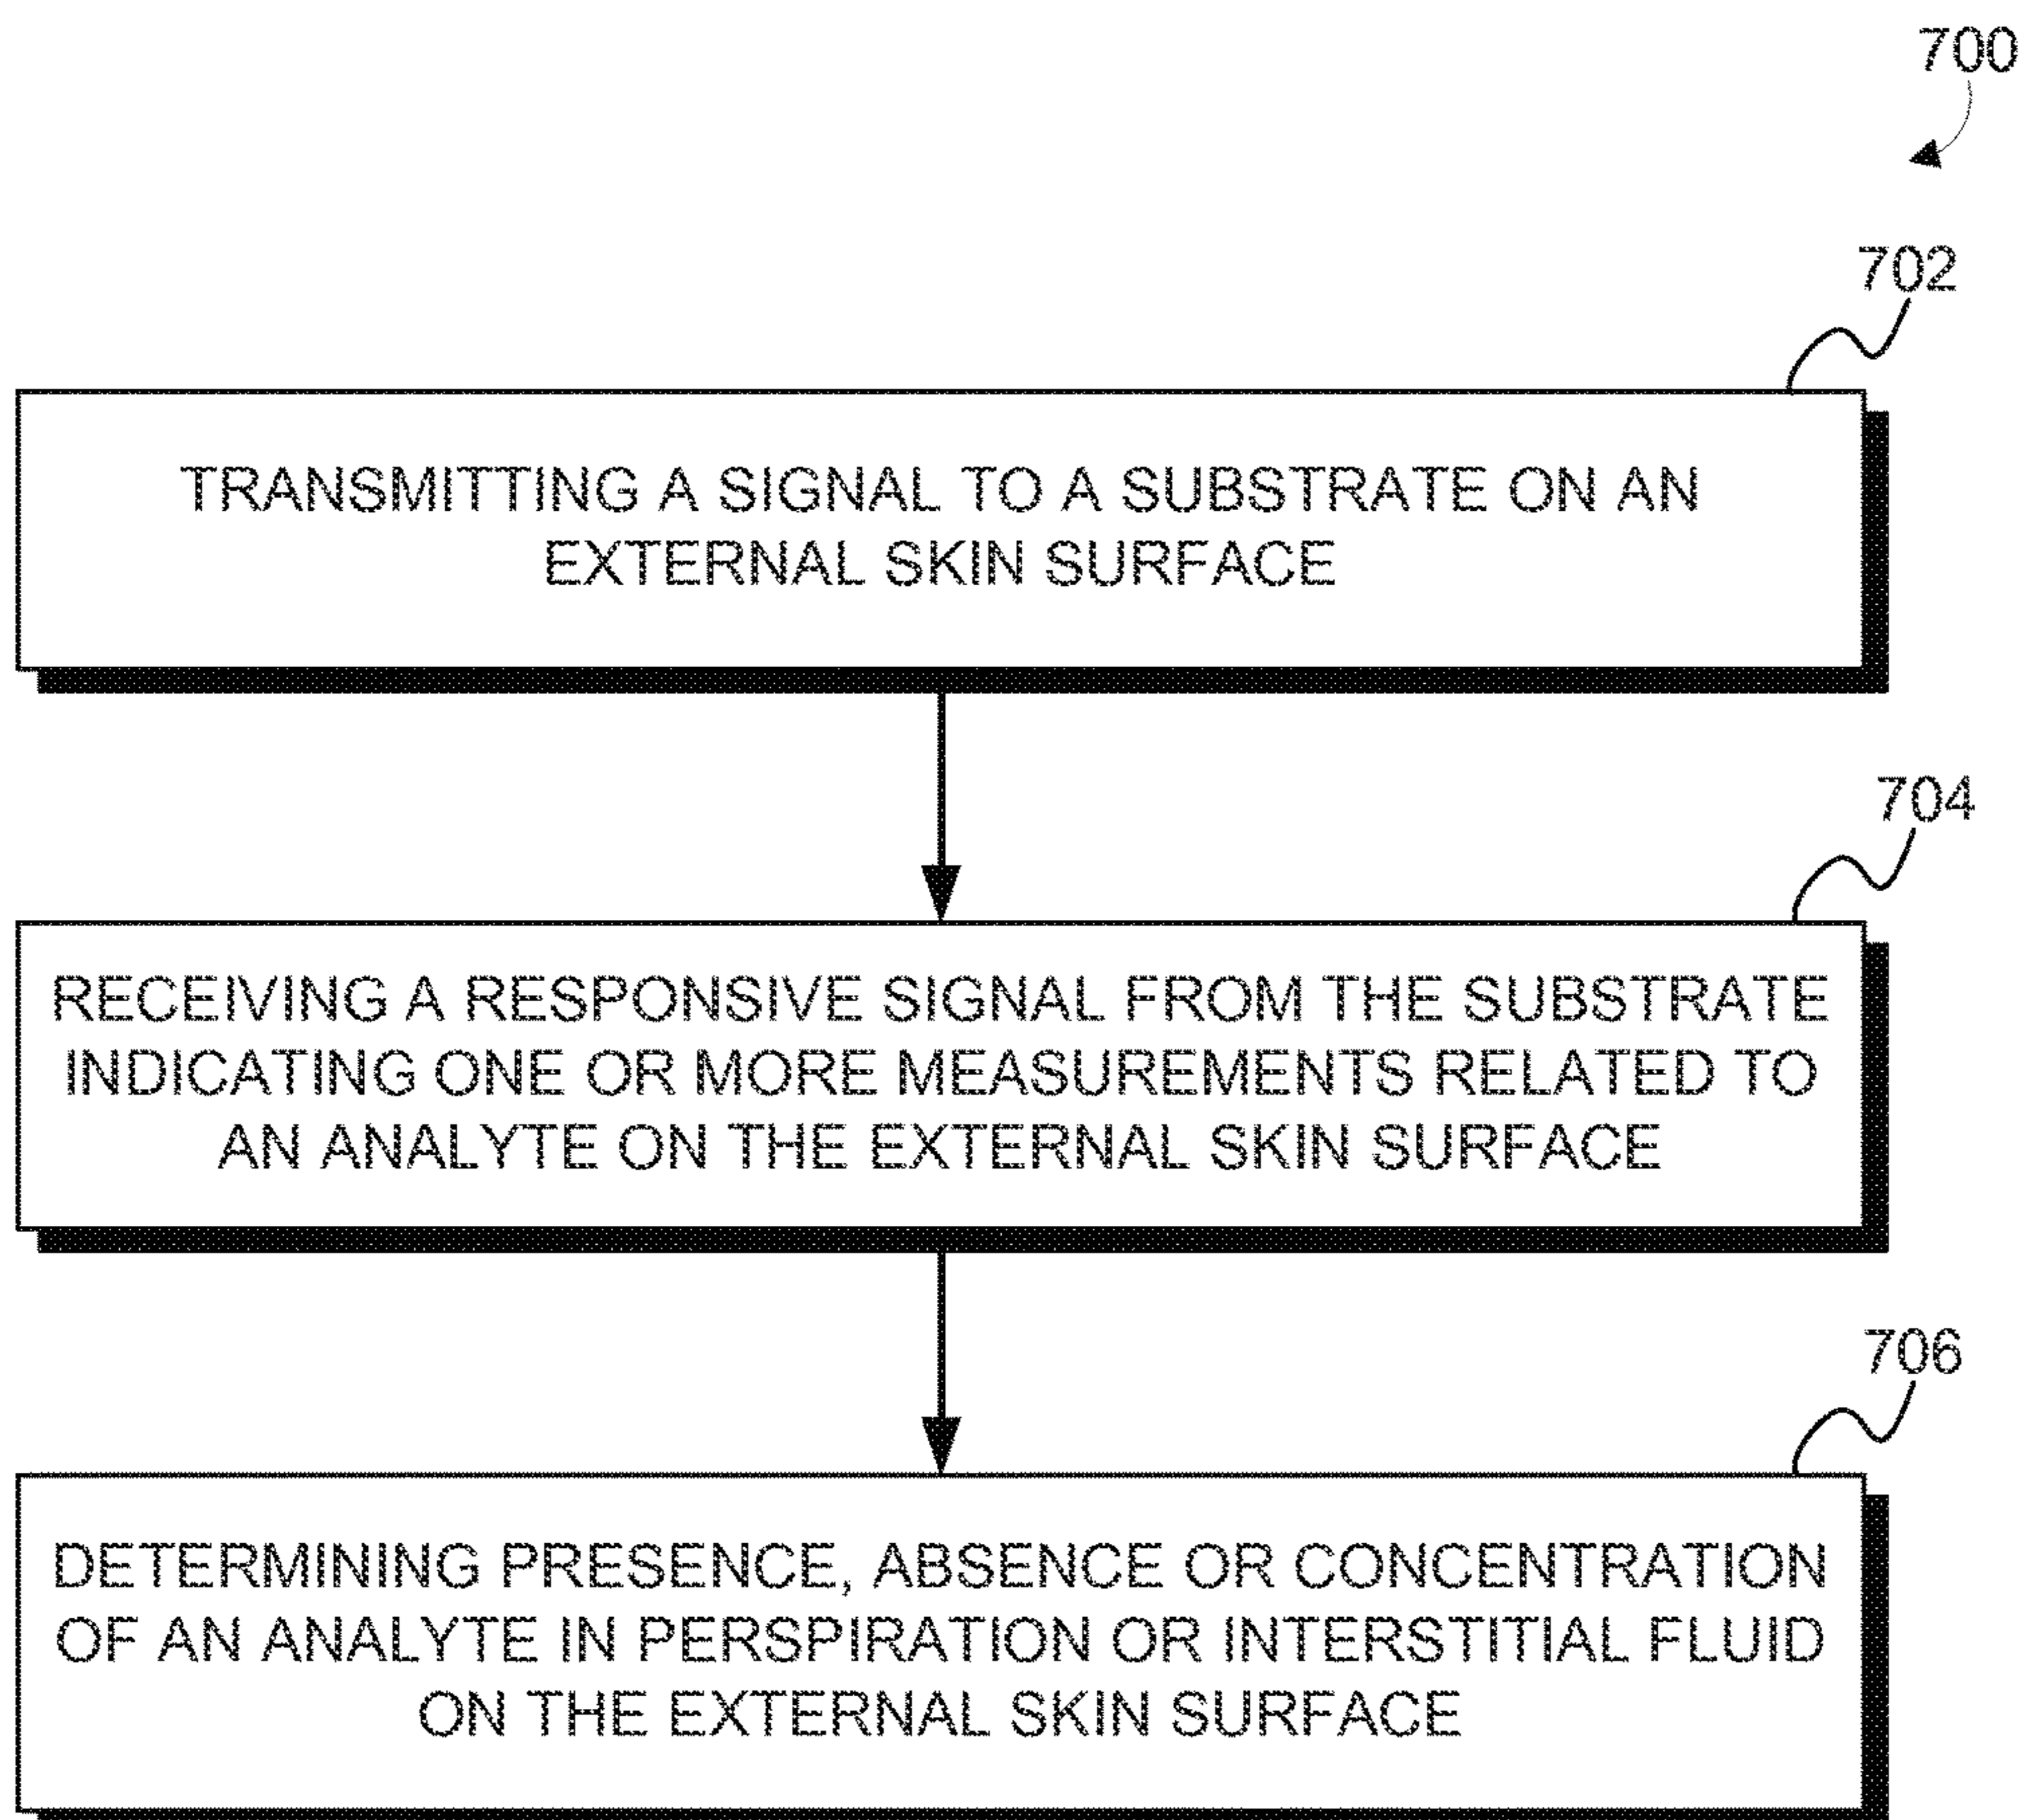 700
702
TRANSMITTING A SIGNAL TO A SUBSTRATE ON AN
EXTERNAL SKIN SURFACE
704
RECEIVING A RESPONSIVE SIGNAL FROM THE SUBSTRATE
INDICATING ONE OR MORE MEASUREMENTS RELATED TO
AN ANALYTE ON THE EXTERNAL SKIN SURFACE
706
DETERMINING PRESENCE, ABSENCE OR CONCENTRATION
OF AN ANALYTE IN PERSPIRATION OR INTERSTITIAL FLUID
ON THE EXTERNAL SKIN SURFACE